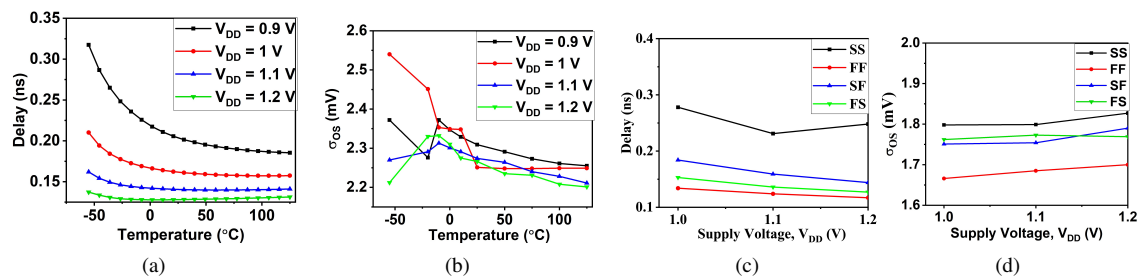 0.35
0.30
0.25
0.20
0.15
Delay (ns)
V_DD = 0.9 V
V_DD = 1 V
V_DD = 1.1 V
V_DD = 1.2 V
-50 0 50 100
Temperature (°C)
(a)
2.6
2.5
2.4
2.3
2.2
σ_OS (mV)
V_DD = 0.9 V
V_DD = 1V
V_DD = 1.1 V
V_DD = 1.2 V
-50 0 50 100
Temperature (°C)
(b)
0.4
0.3
0.2
0.1
Delay (ns)
SS
FF
SF
FS
1.0 1.1 1.2
Supply Voltage, V_DD (V)
(c)
2.0
1.9
1.8
1.7
1.6
σ_OS (mV)
SS
FF
SF
FS
1.0 1.1 1.2
Supply Voltage, V_DD (V)
(d)